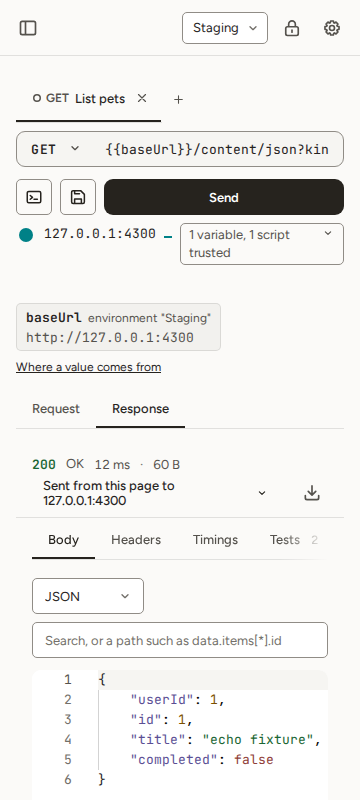 Staging
GET List pets
GET {{baseUrl}}/content/json?kin
Send
127.0.0.1:4300
1 variable, 1 script
trusted
baseUrl environment "Staging"
http://127.0.0.1:4300
Where a value comes from
Request Response
200 OK 12 ms · 60 B
Sent from this page to
127.0.0.1:4300
Body Headers Timings Tests 2
JSON
Search, or a path such as data.items[*].id
1 {
2 "userId": 1,
3 "id": 1,
4 "title": "echo fixture",
5 "completed": false
6 }